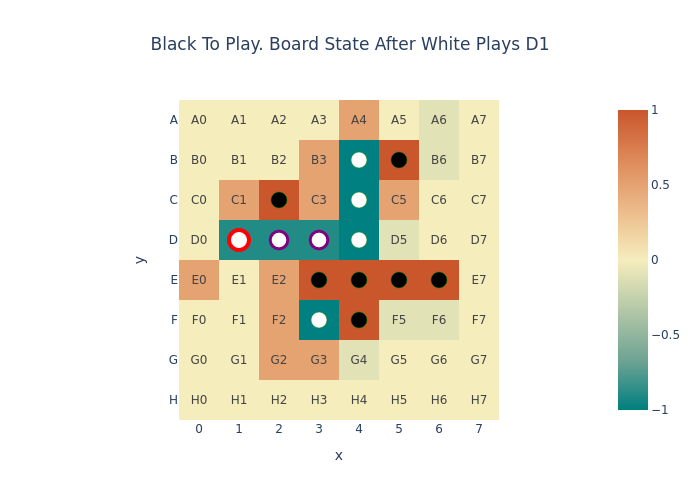 Black To Play. Board State After White Plays D1
A A0 A1 A2 A3 A4 A5 A6 A7 1
B B0 B1 B2 B3 B6 B7
C C0 C1 C3 C5 C6 C7 0.5
D D0 D5 D6 D7
y 0
E E0 E1 E2 E7
F F0 F1 F2 F5 F6 F7 −0.5
G G0 G1 G2 G3 G4 G5 G6 G7
H H0 H1 H2 H3 H4 H5 H6 H7 −1
0 1 2 3 4 5 6 7
x